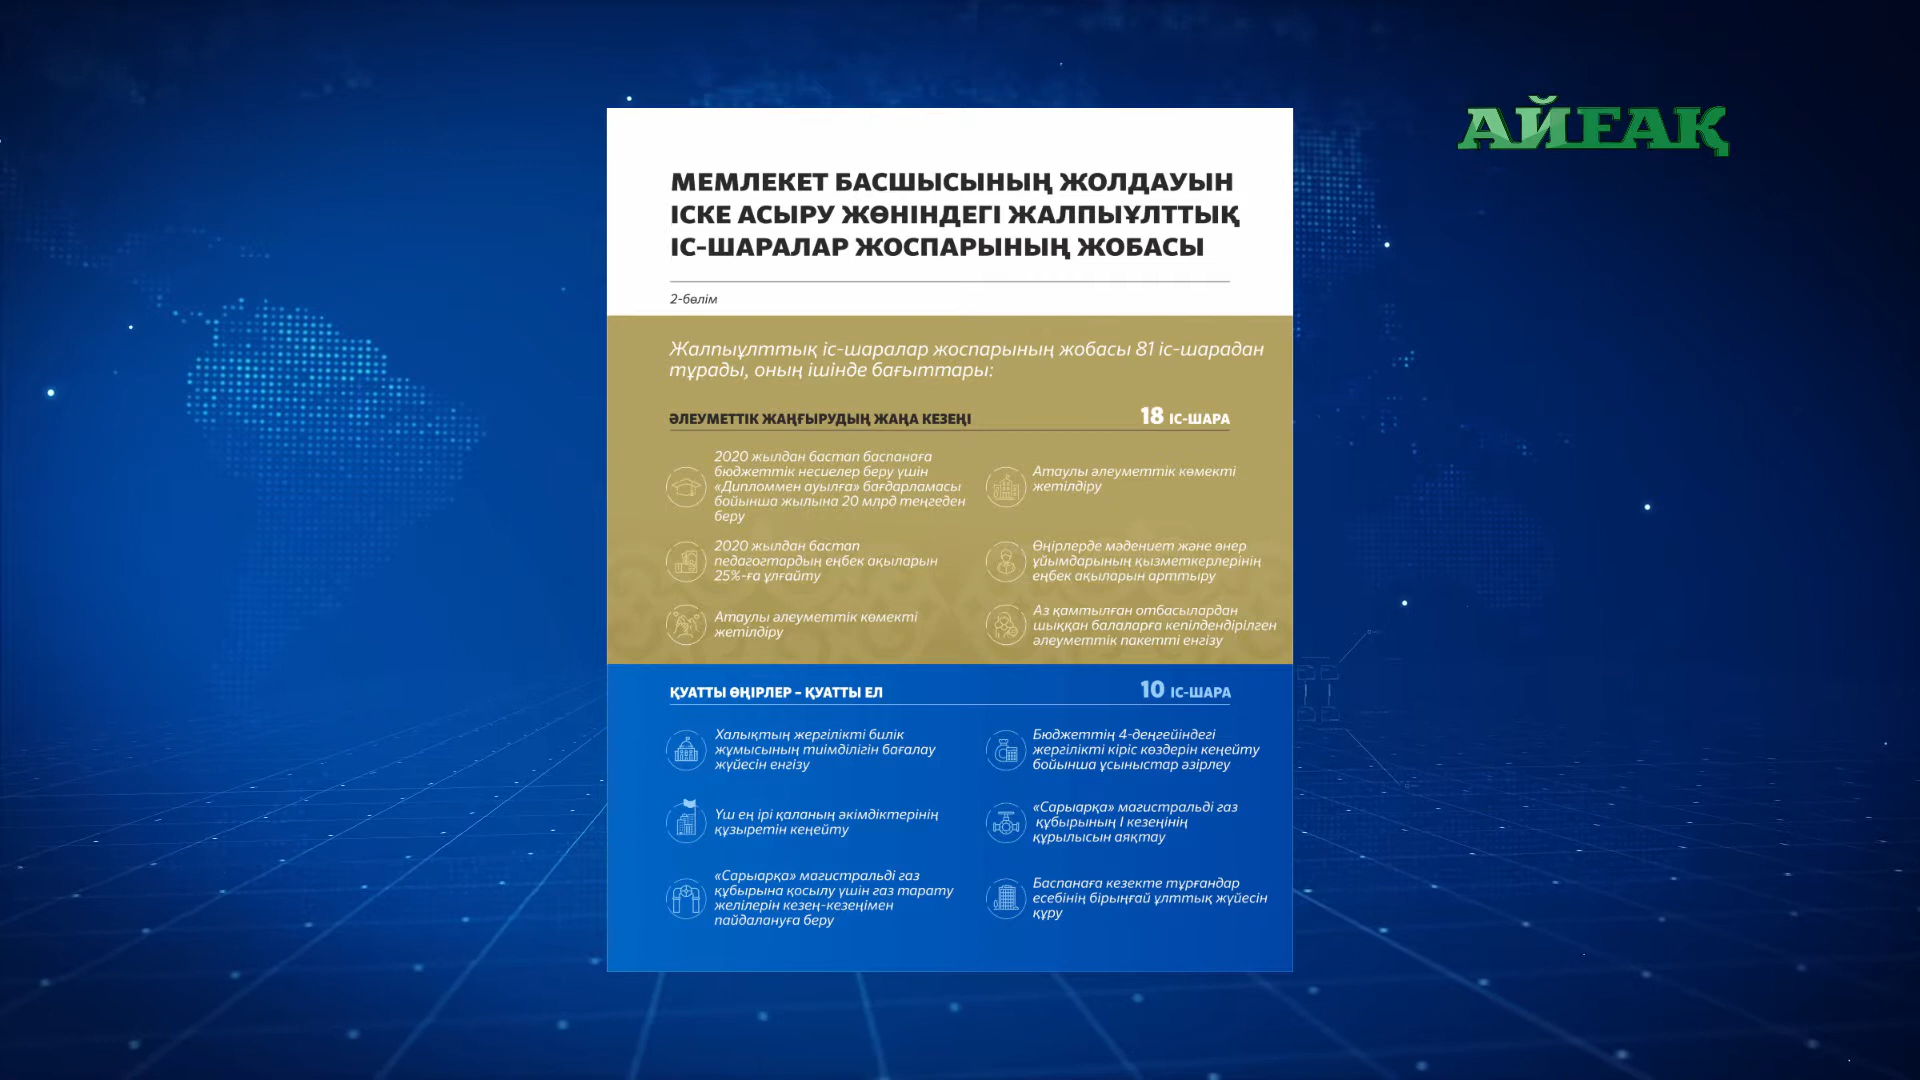 АЙҒАҚ
МЕМЛЕКЕТ БАСШЫСЫНЫҢ ЖОЛДАУЫН
ІСКЕ АСЫРУ ЖӨНІНДЕГІ ЖАЛПЫҰЛТТЫҚ
ІС-ШАРАЛАР ЖОСПАРЫНЫҢ ЖОБАСЫ
2-бөлім
Жалпыұлттық іс-шаралар жоспарының жобасы 81 іс-шарадан
тұрады, оның ішінде бағыттары:
ӘЛЕУМЕТТІК ЖАҢҒЫРУДЫҢ ЖАҢА КЕЗЕҢІ
18 ІС-ШАРА
2020 жылдан бастап баспанаға
бюджеттік несиелер беру үшін
«Дипломмен ауылға» бағдарламасы
бойынша жылына 20 млрд теңгеден
беру
Атаулы әлеуметтік көмекті
жетілдіру
2020 жылдан бастап
педагогтардың еңбек ақыларын
25%-ға ұлғайту
Өңірлерде мәдениет және өнер
ұйымдарының қызметкерлерінің
еңбек ақыларын арттыру
Атаулы әлеуметтік көмекті
жетілдіру
Аз қамтылған отбасылардан
шыққан балаларға кепілдендірілген
әлеуметтік пакетті енгізу
ҚУАТТЫ ӨҢІРЛЕР – ҚУАТТЫ ЕЛ
10 ІС-ШАРА
Халықтың жергілікті билік
жұмысының тиімділігін бағалау
жүйесін енгізу
Бюджеттің 4-деңгейіндегі
жергілікті кіріс көздерін кеңейту
бойынша ұсыныстар әзірлеу
Үш ең ірі қаланың әкімдіктерінің
құзыретін кеңейту
«Сарыарқа» магистральді газ
құбырының I кезеңінің
құрылысын аяқтау
«Сарыарқа» магистральді газ
құбырына қосылу үшін газ тарату
желілерін кезең-кезеңімен
пайдалануға беру
Баспанаға кезекте тұрғандар
есебінің бірыңғай ұлттық жүйесін
құру